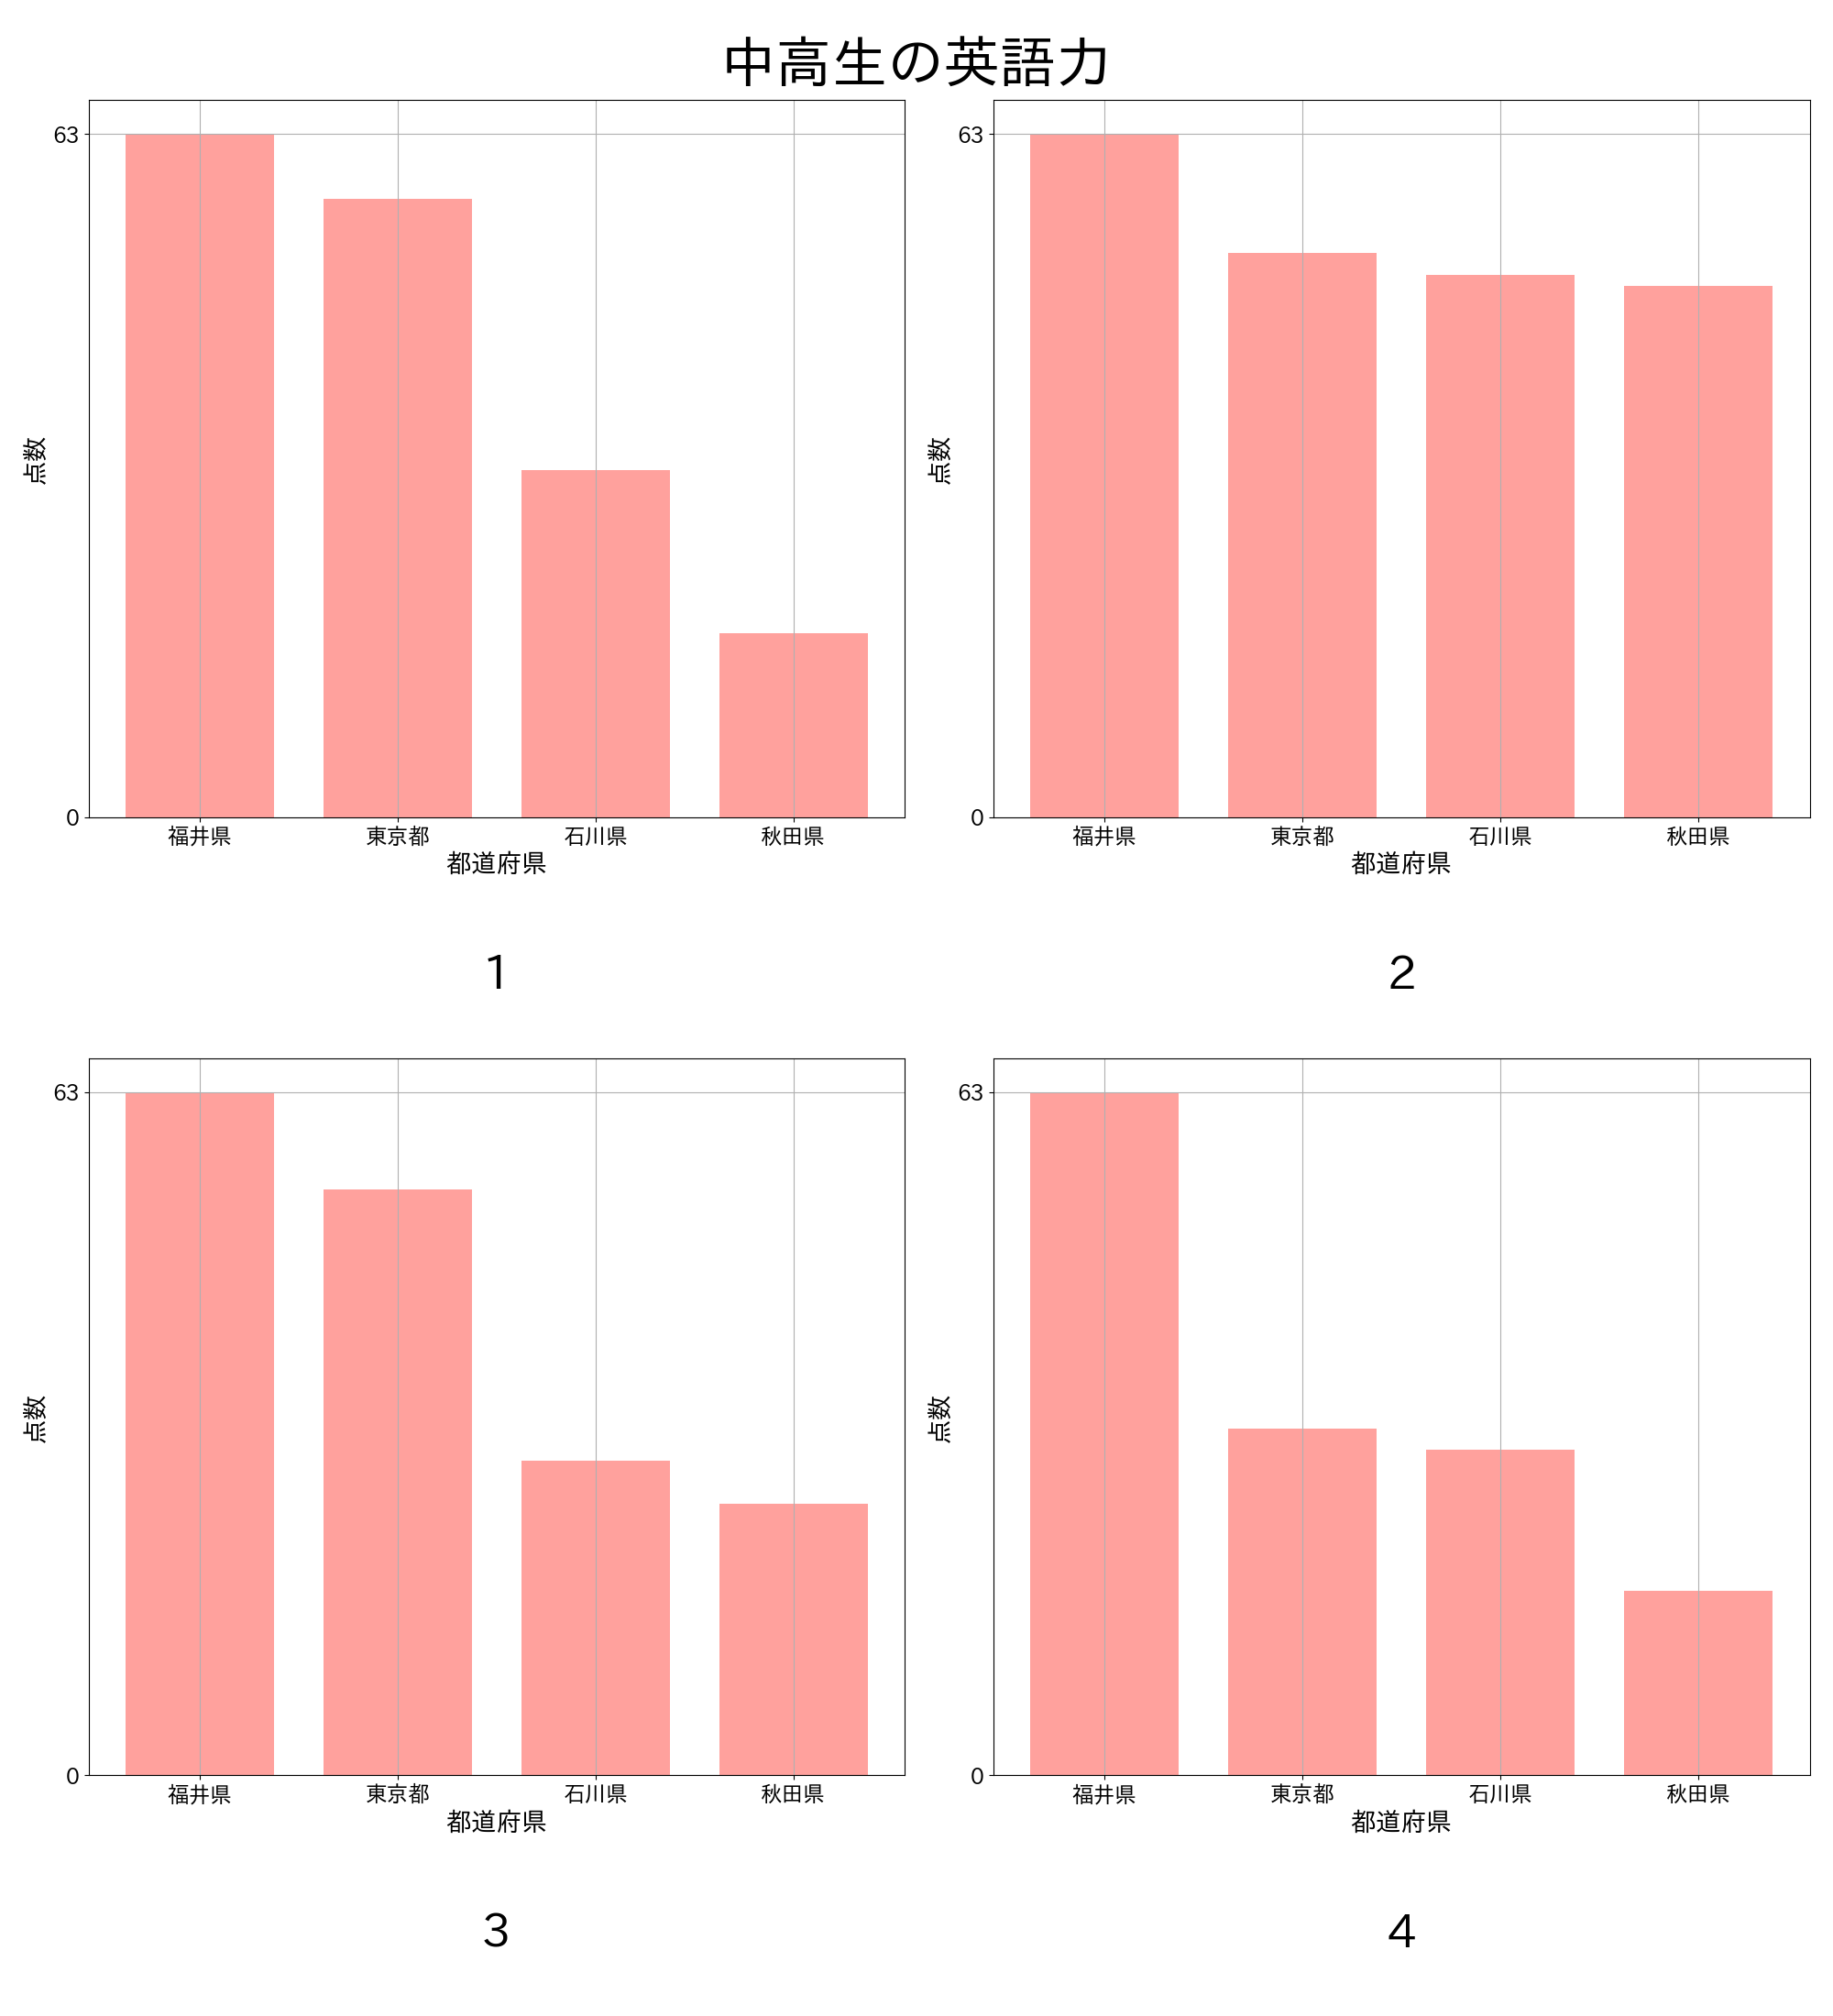 中高生の英語力
63
点数
0
福井県 東京都 石川県 秋田県
都道府県
1
63
点数
0
福井県 東京都 石川県 秋田県
都道府県
2
63
点数
0
福井県 東京都 石川県 秋田県
都道府県
3
63
点数
0
福井県 東京都 石川県 秋田県
都道府県
4